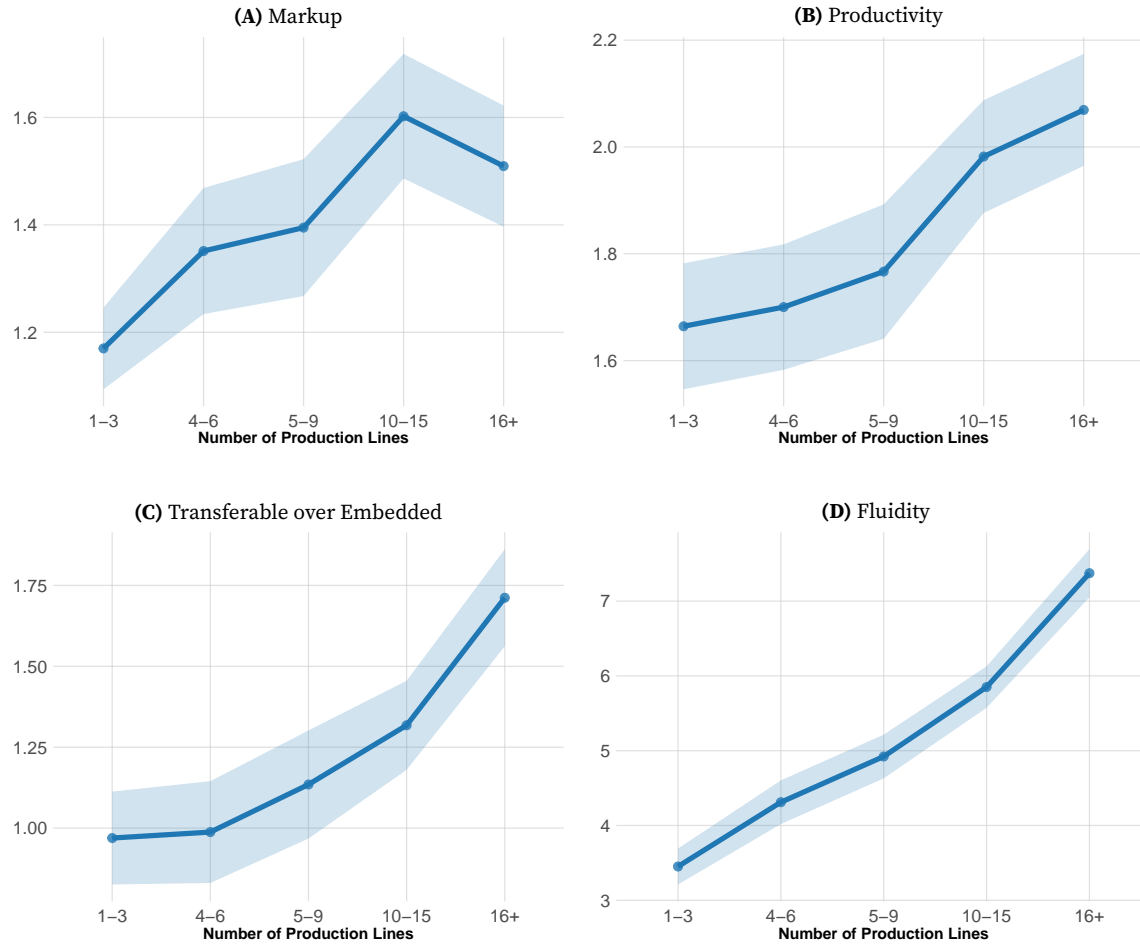 (A) Markup
1.6
1.4
1.2
1–3 4–6 5–9 10–15 16+
Number of Production Lines
(B) Productivity
2.2
2.0
1.8
1.6
1–3 4–6 5–9 10–15 16+
Number of Production Lines
(C) Transferable over Embedded
1.75
1.50
1.25
1.00
1–3 4–6 5–9 10–15 16+
Number of Production Lines
(D) Fluidity
7
6
5
4
3
1–3 4–6 5–9 10–15 16+
Number of Production Lines